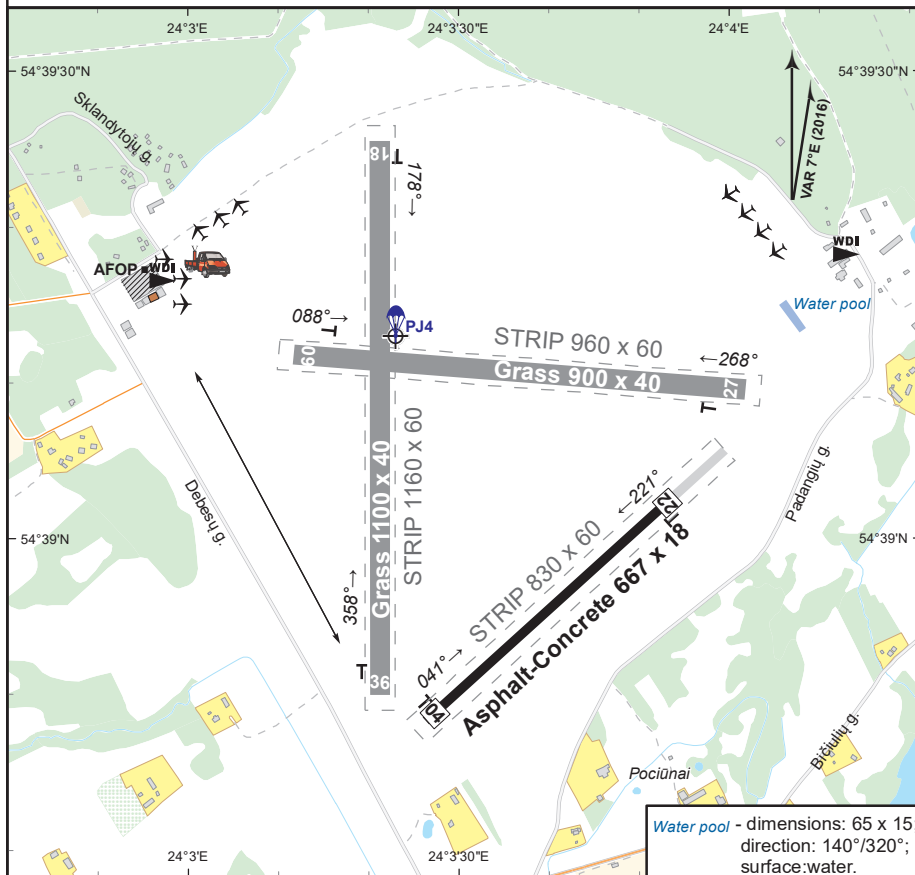 24°3'E
24°3'30"E
24°4'E
54°39'30"N
54°39'30"N
Sklandytojų g.
VAR 7°E (2016)
18
T
178°→
AFOP
WDI
WDI
Water pool
088°→
T
PJ4
STRIP 960 x 60
←268°
09
Grass 900 x 40
27
T
Grass 1100 x 40
STRIP 1160 x 60
Debesų g.
Padangių g.
←221°
22
T
STRIP 830 x 60
Asphalt-Concrete 667 x 18
54°39'N
54°39'N
358°→
T
36
041°→
T
04
Bičiulių g.
Pociūnai
Water pool - dimensions: 65 x 15
direction: 140°/320°;
surface:water.
24°3'E
24°3'30"E